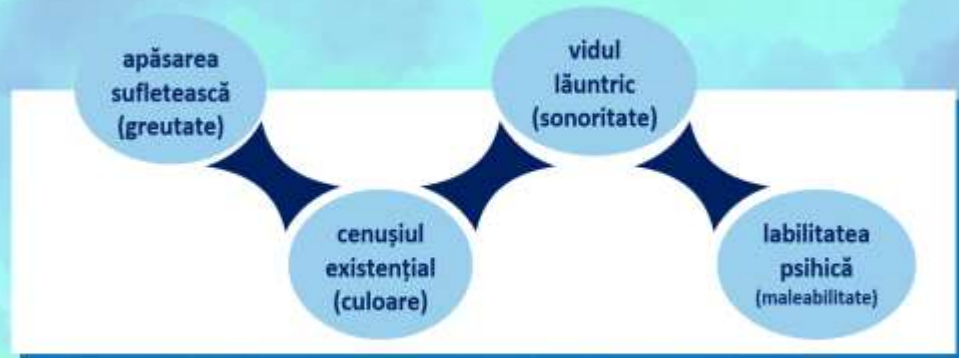 apăsarea
sufletească
(greutate)
cenușiul
existențial
(culoare)
vidul
lăuntric
(sonoritate)
labilitatea
psihică
(maleabilitate)